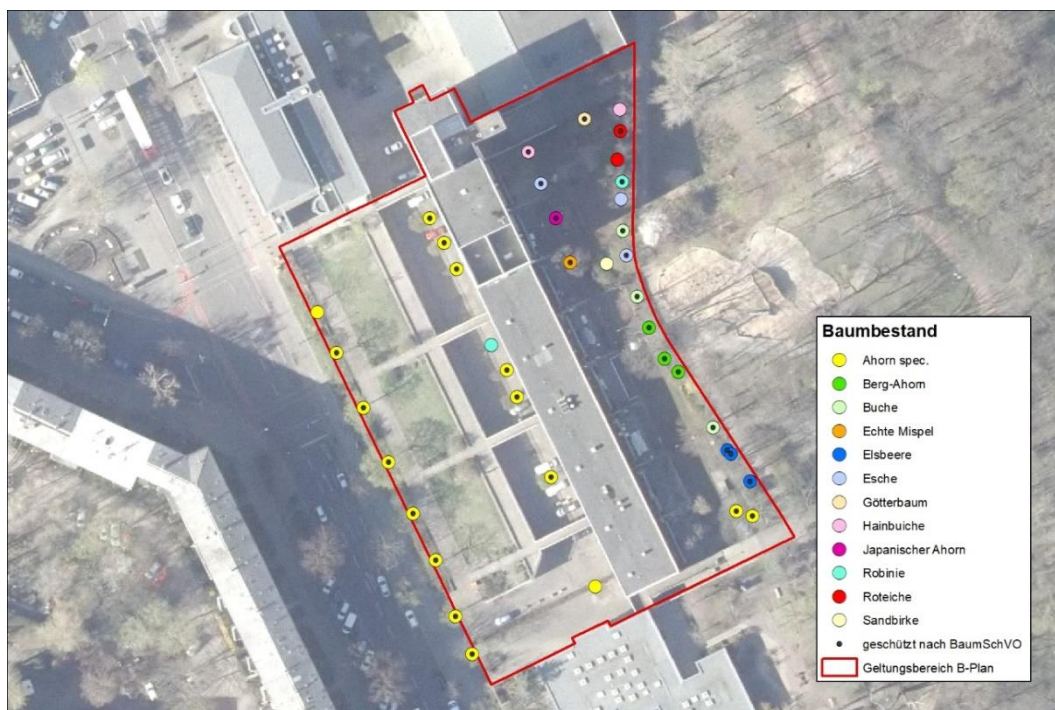 Baumbestand
Ahorn spec.
Berg-Ahorn
Buche
Echte Mispel
Elsbeere
Esche
Götterbaum
Hainbuiche
Japanischer Ahorn
Robinie
Roteiche
Sandbirke
geschützt nach BaumSchVO
Geltungsbereich B-Plan